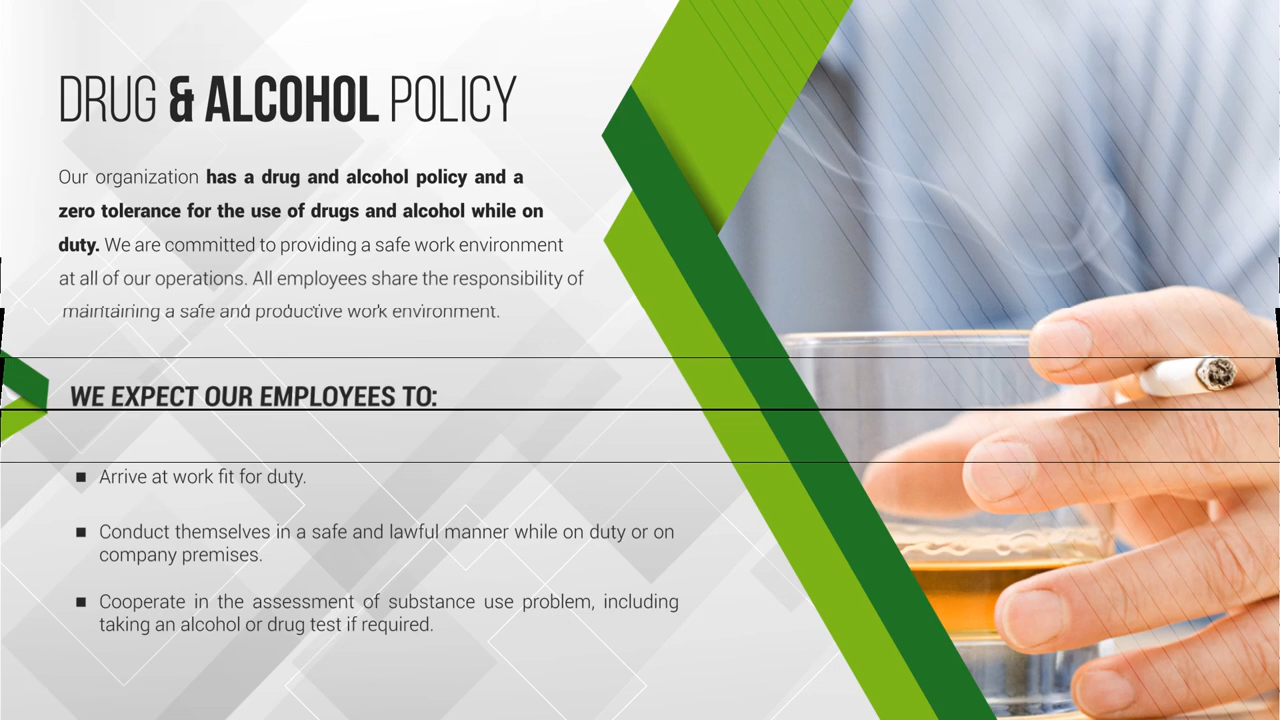 DRUG & ALCOHOL POLICY
Our organization has a drug and alcohol policy and a
zero tolerance for the use of drugs and alcohol while on
duty. We are committed to providing a safe work environment
at all of our operations. All employees share the responsibility of
maintaining a safe and productive work environment.
WE EXPECT OUR EMPLOYEES TO:
■ Arrive at work fit for duty.
■ Conduct themselves in a safe and lawful manner while on duty or on
company premises.
■ Cooperate in the assessment of substance use problem, including
taking an alcohol or drug test if required.